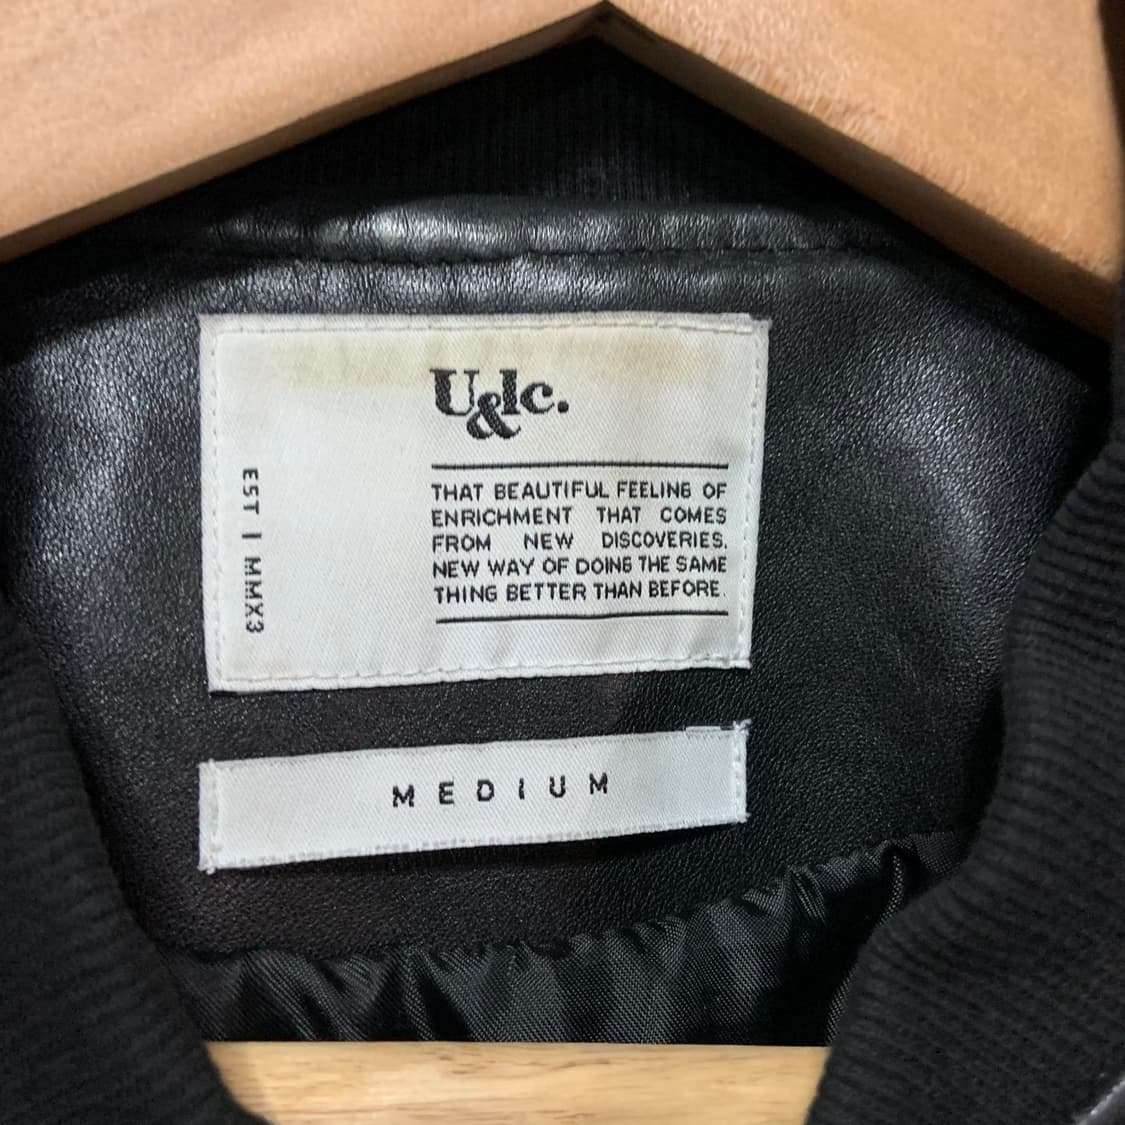 U&lc.
THAT BEAUTIFUL FEELING OF
ENRICHMENT THAT COMES
FROM NEW DISCOVERIES.
NEW WAY OF DOING THE SAME
THING BETTER THAN BEFORE.
EST | MMX3
MEDIUM